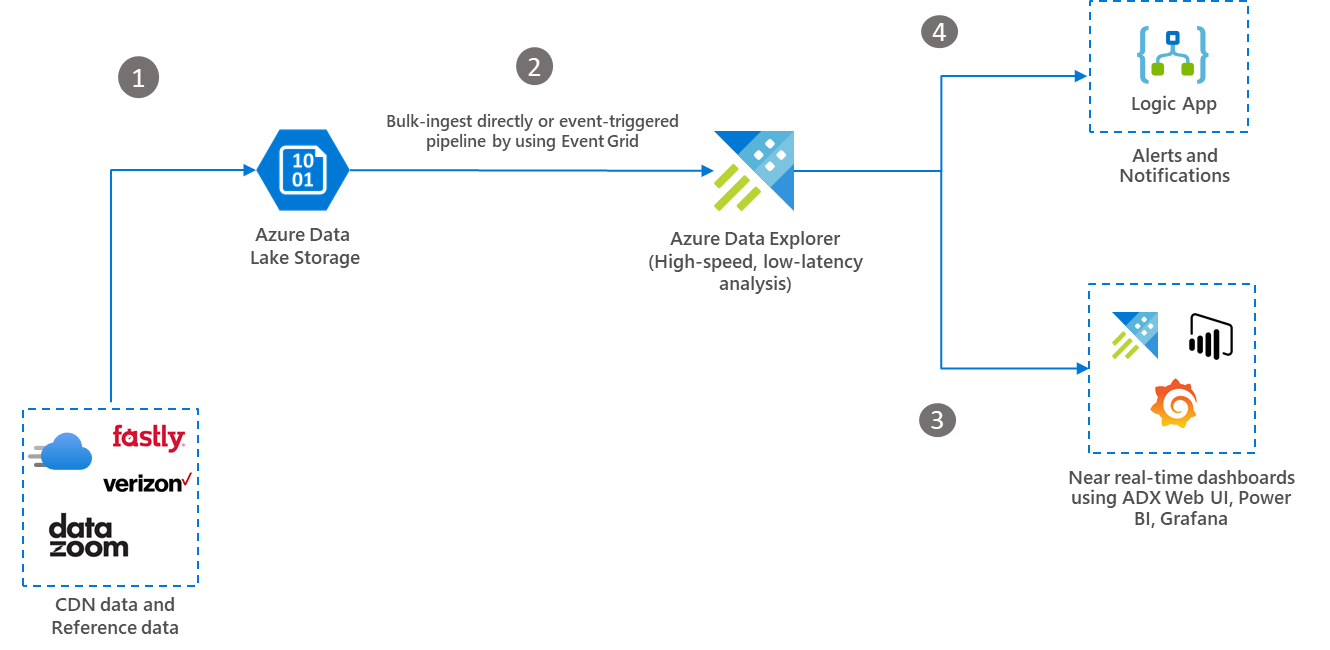 1
2
4
Bulk-ingest directly or event-triggered
pipeline by using Event Grid
10
01
Azure Data
Lake Storage
Azure Data Explorer
(High-speed, low-latency
analysis)
Logic App
Alerts and
Notifications
3
Near real-time dashboards
using ADX Web UI, Power
BI, Grafana
fastly
verizon
data
zoom
CDN data and
Reference data